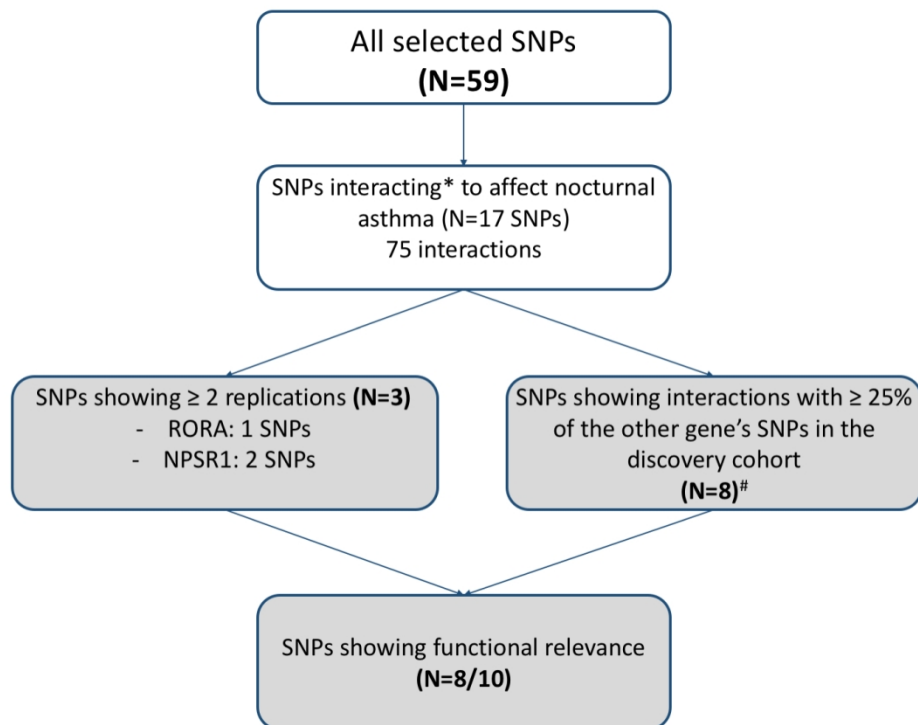 All selected SNPs
(N=59)
SNPs interacting* to affect nocturnal
asthma (N=17 SNPs)
75 interactions
SNPs showing ≥ 2 replications (N=3)
- RORA: 1 SNPs
- NPSR1: 2 SNPs
SNPs showing interactions with ≥ 25%
of the other gene's SNPs in the
discovery cohort
(N=8)#
SNPs showing functional relevance
(N=8/10)